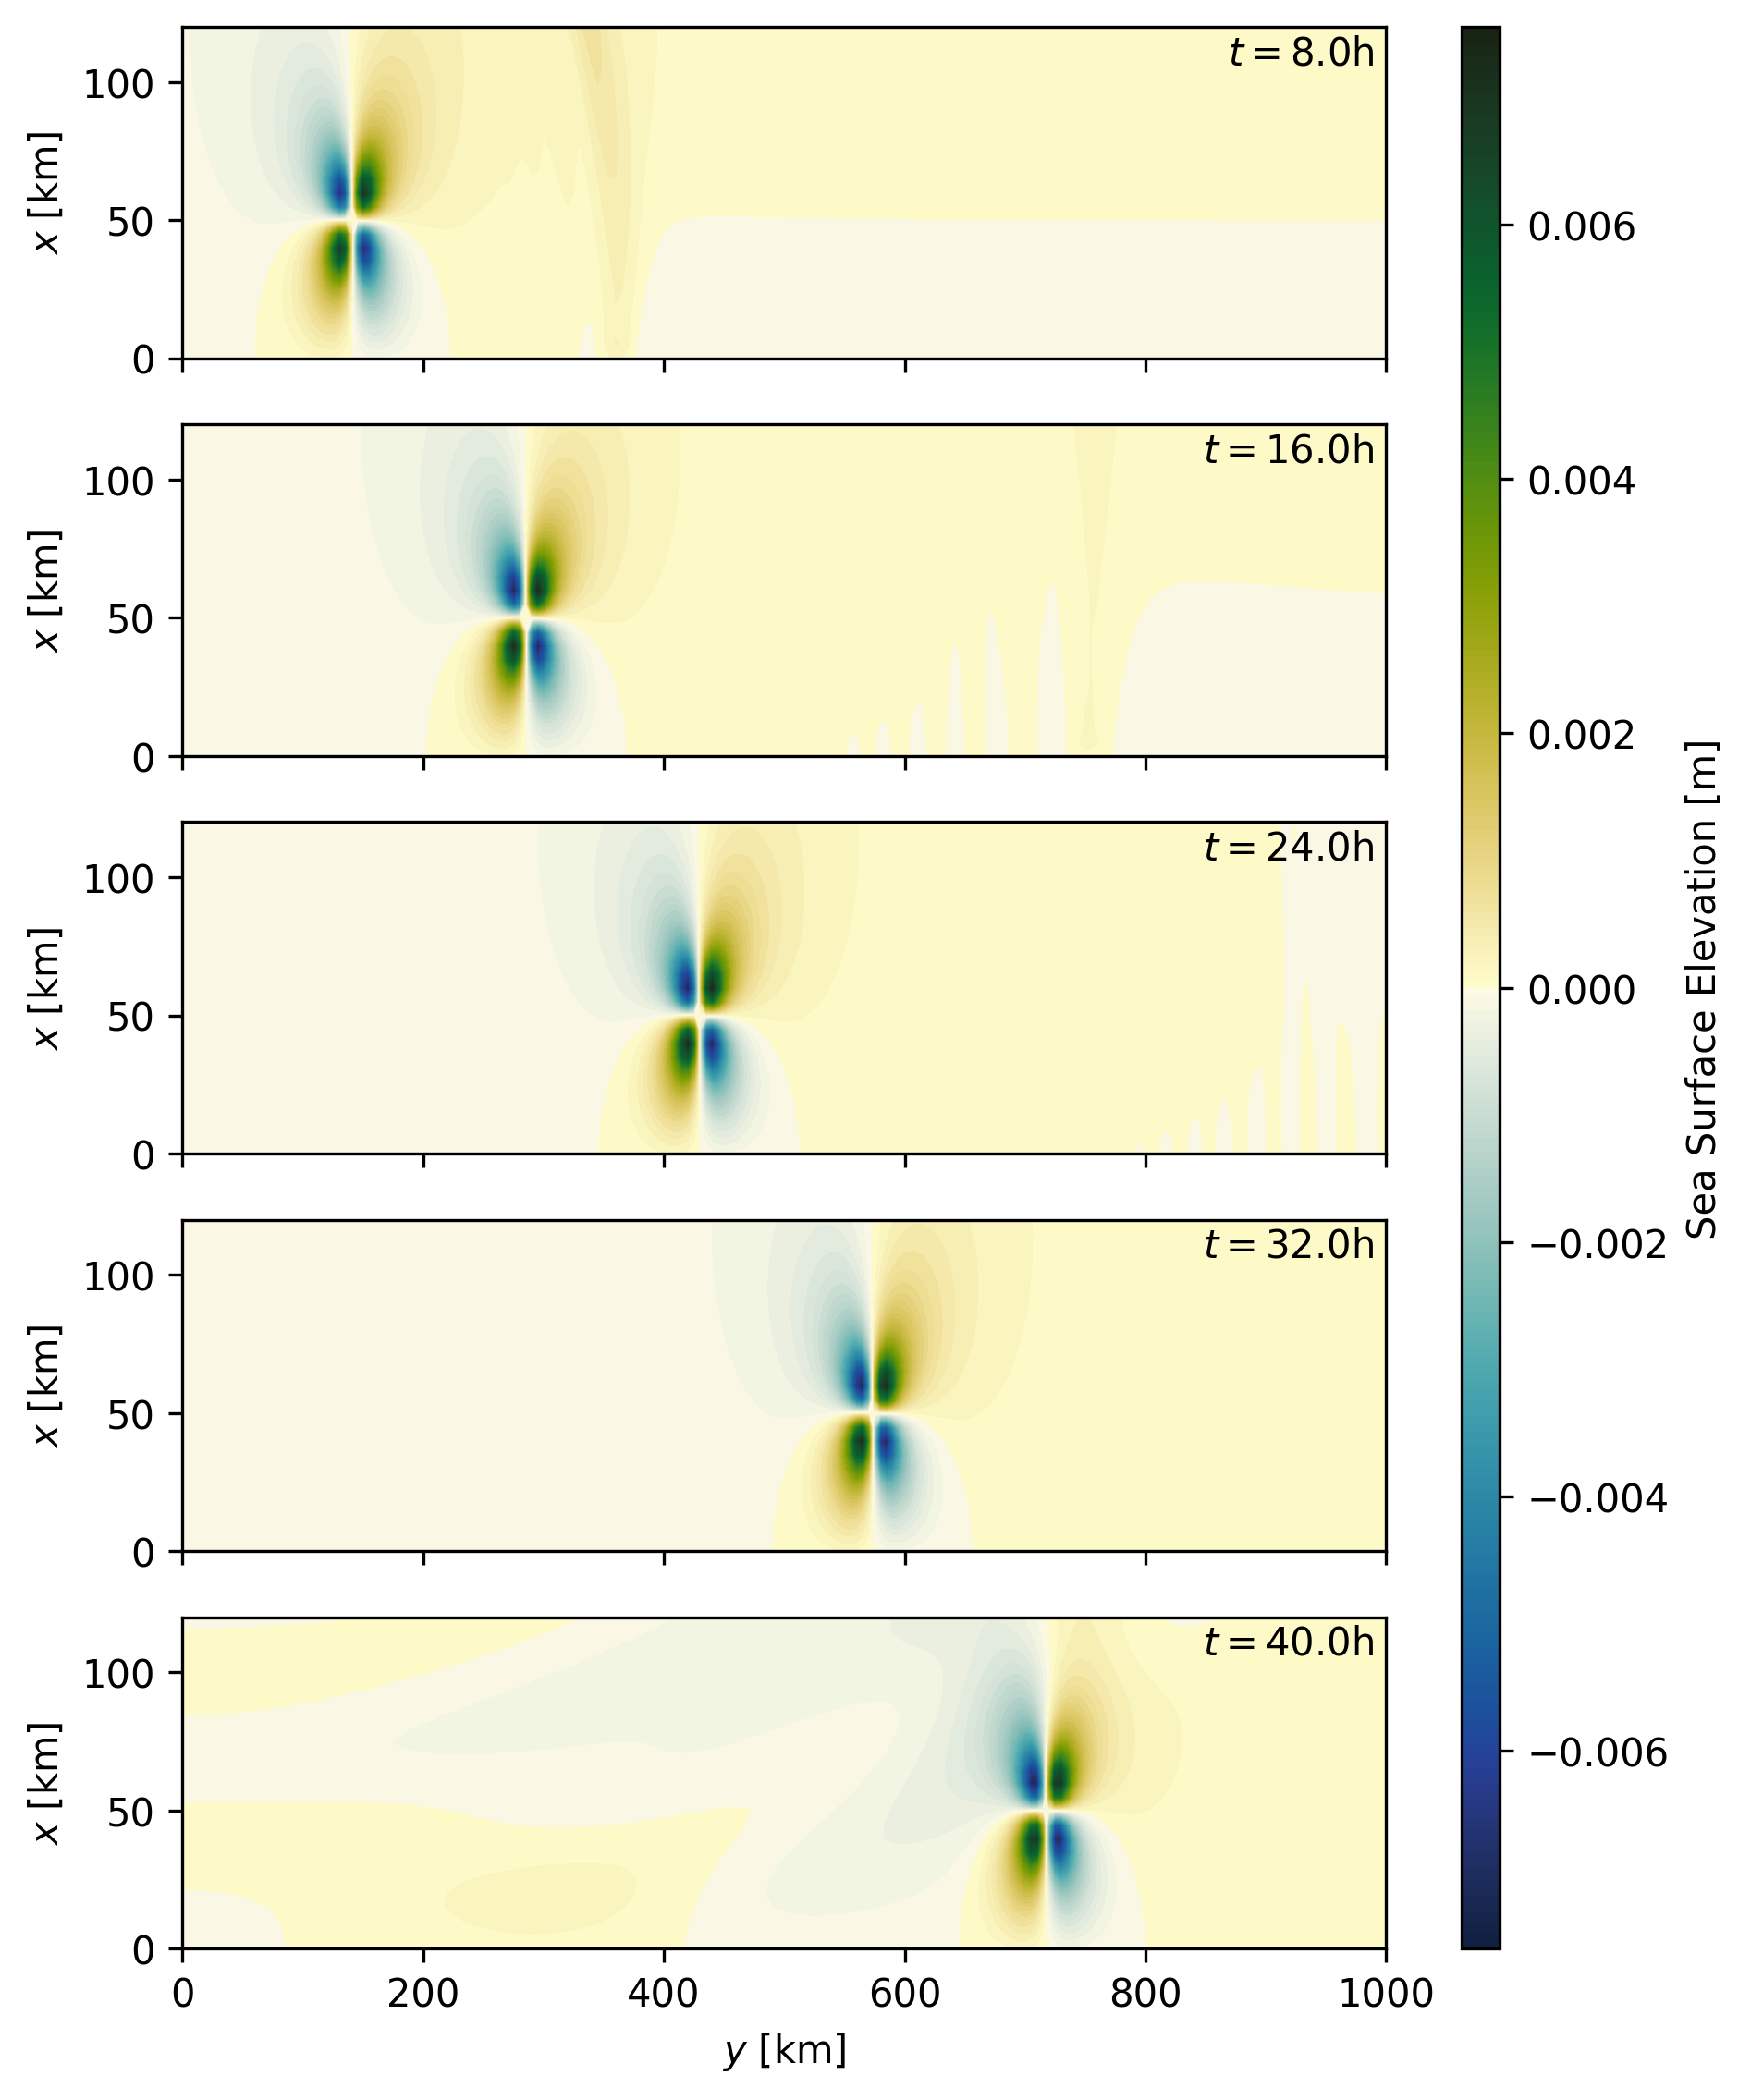 t = 8.0h
x [km]
100
50
0
t = 16.0h
x [km]
100
50
0
t = 24.0h
x [km]
100
50
0
t = 32.0h
x [km]
100
50
0
t = 40.0h
x [km]
100
50
0
0 200 400 600 800 1000
y [km]
0.006
0.004
0.002
0.000
−0.002
−0.004
−0.006
Sea Surface Elevation [m]